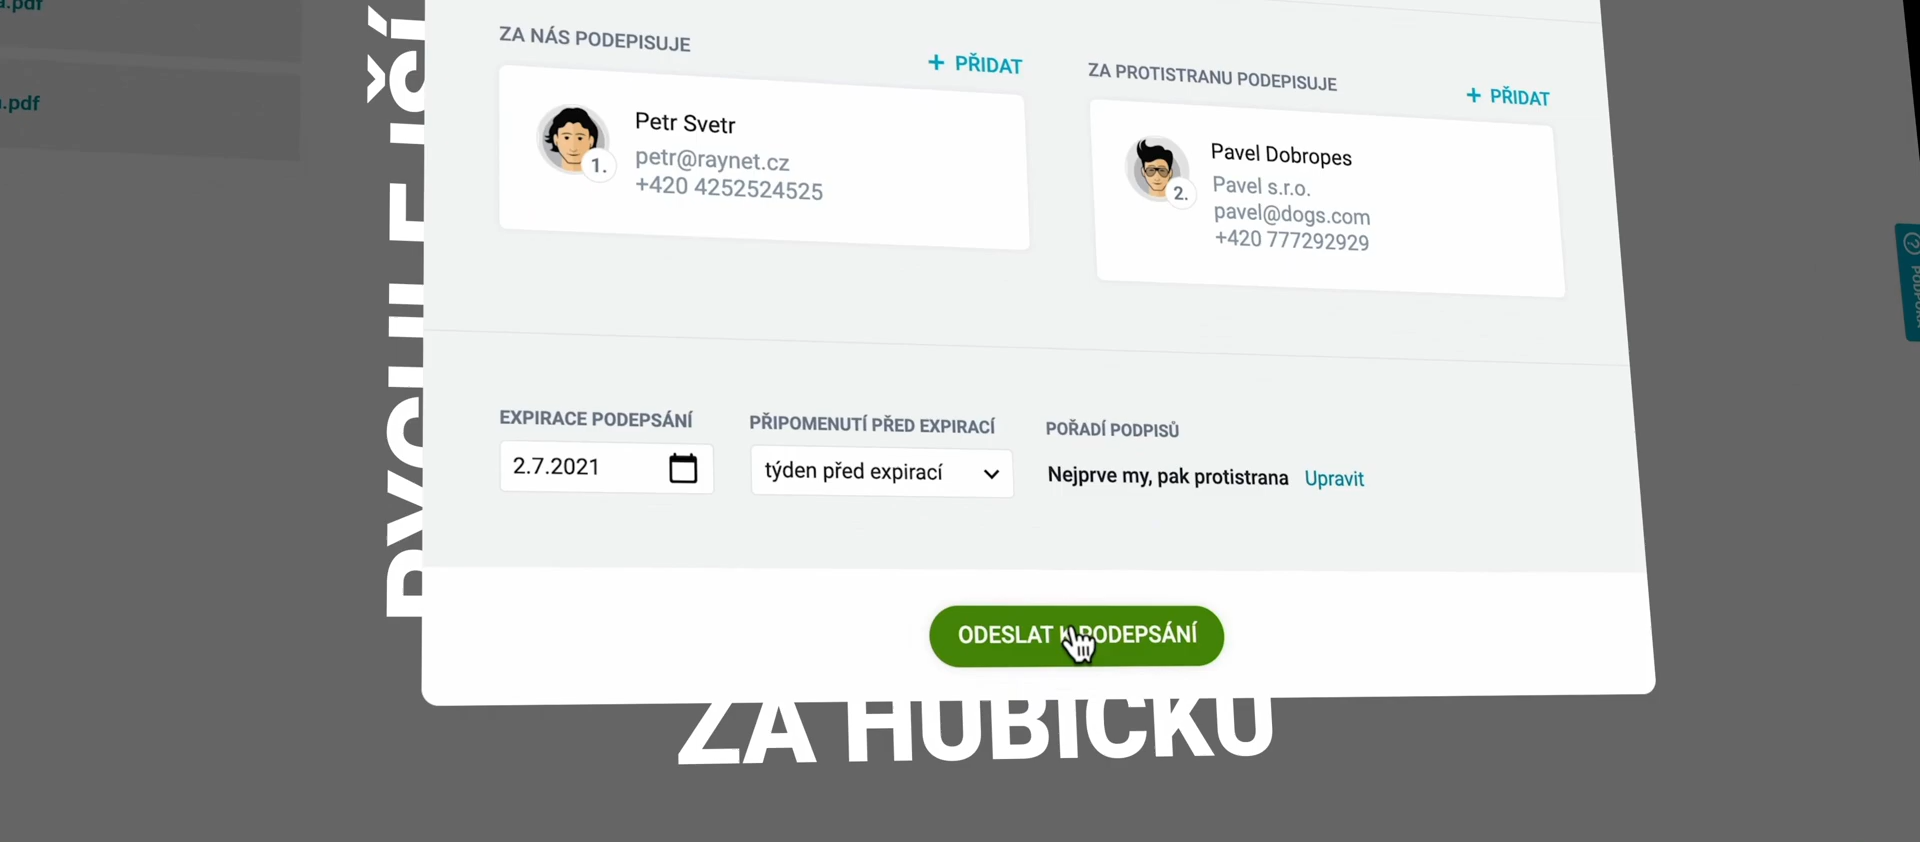 .pdf
ZA NÁS PODEPISUJE
+ PŘIDAT
Petr Svetr
1.
petr@raynet.cz
+420 4252524525
ZA PROTISTRANU PODEPISUJE
+ PŘIDAT
Pavel Dobropes
2.
Pavel s.r.o.
pavel@dogs.com
+420 777292929
EXPIRACE PODEPSÁNÍ
2.7.2021
PŘIPOMENUTÍ PŘED EXPIRACÍ
týden před expirací
POŘADÍ PODPISŮ
Nejprve my, pak protistrana Upravit
ODESLAT K PODEPSÁNÍ
ZA HUBIČKU